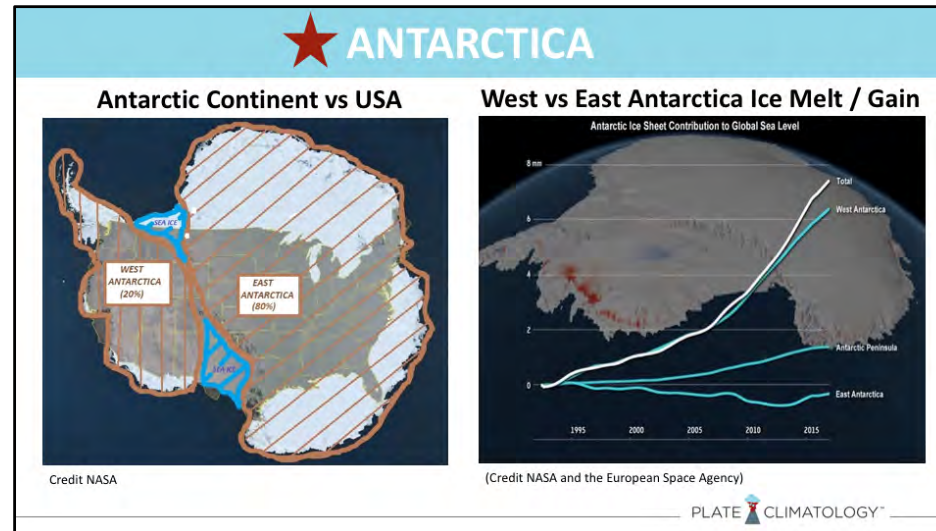 ANTARCTICA
Antarctic Continent vs USA
SEA ICE
WEST
ANTARCTICA
(20%)
EAST
ANTARCTICA
(80%)
SEA ICE
Credit NASA
West vs East Antarctica Ice Melt / Gain
Antarctic Ice Sheet Contribution to Global Sea Level
8 mm
Total
West Antarctica
6
4
2
Antarctic Peninsula
0
East Antarctica
1995 2000 2005 2010 2015
(Credit NASA and the European Space Agency)
PLATE CLIMATOLOGY™